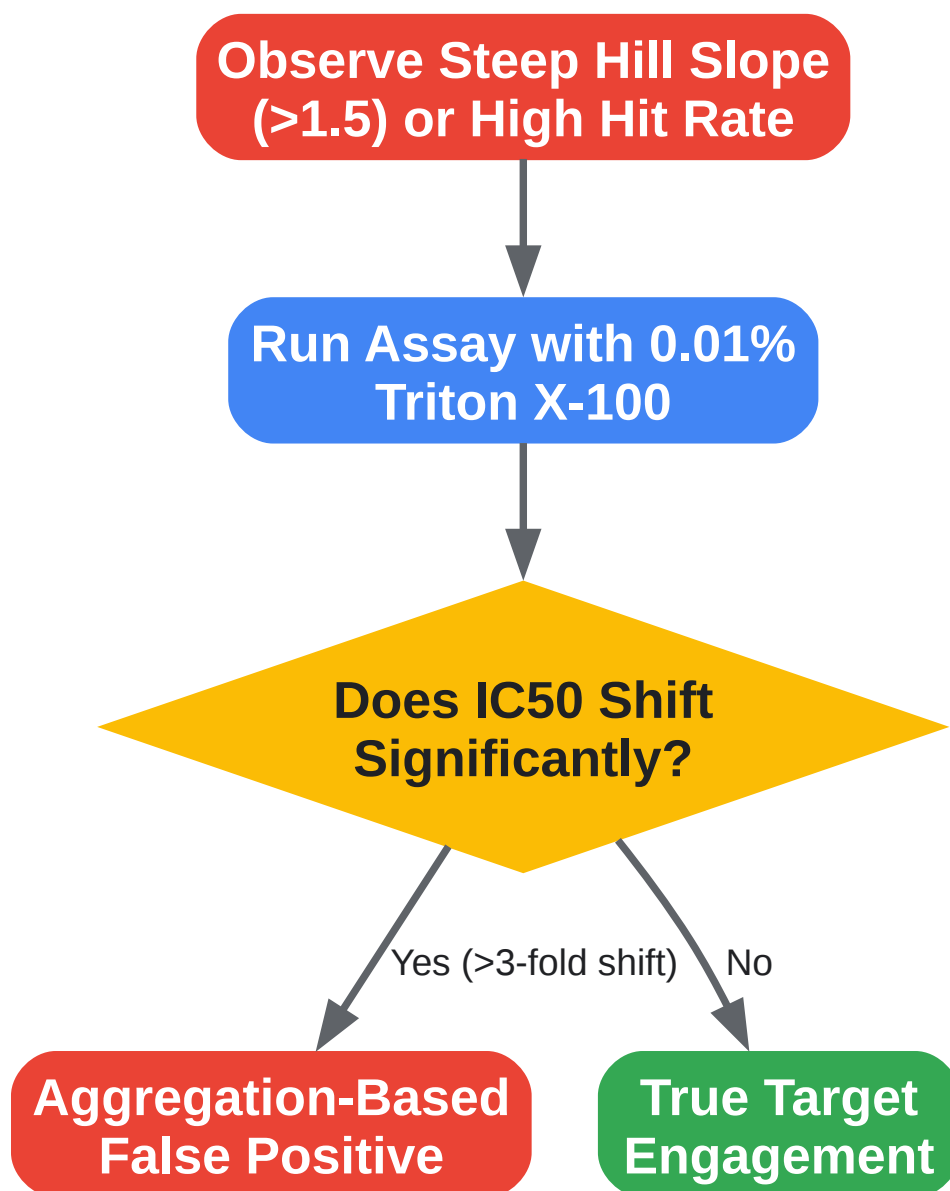 Observe Steep Hill Slope
(>1.5) or High Hit Rate
Run Assay with 0.01%
Triton X-100
Does IC50 Shift
Significantly?
Yes (>3-fold shift)
No
Aggregation-Based
False Positive
True Target
Engagement